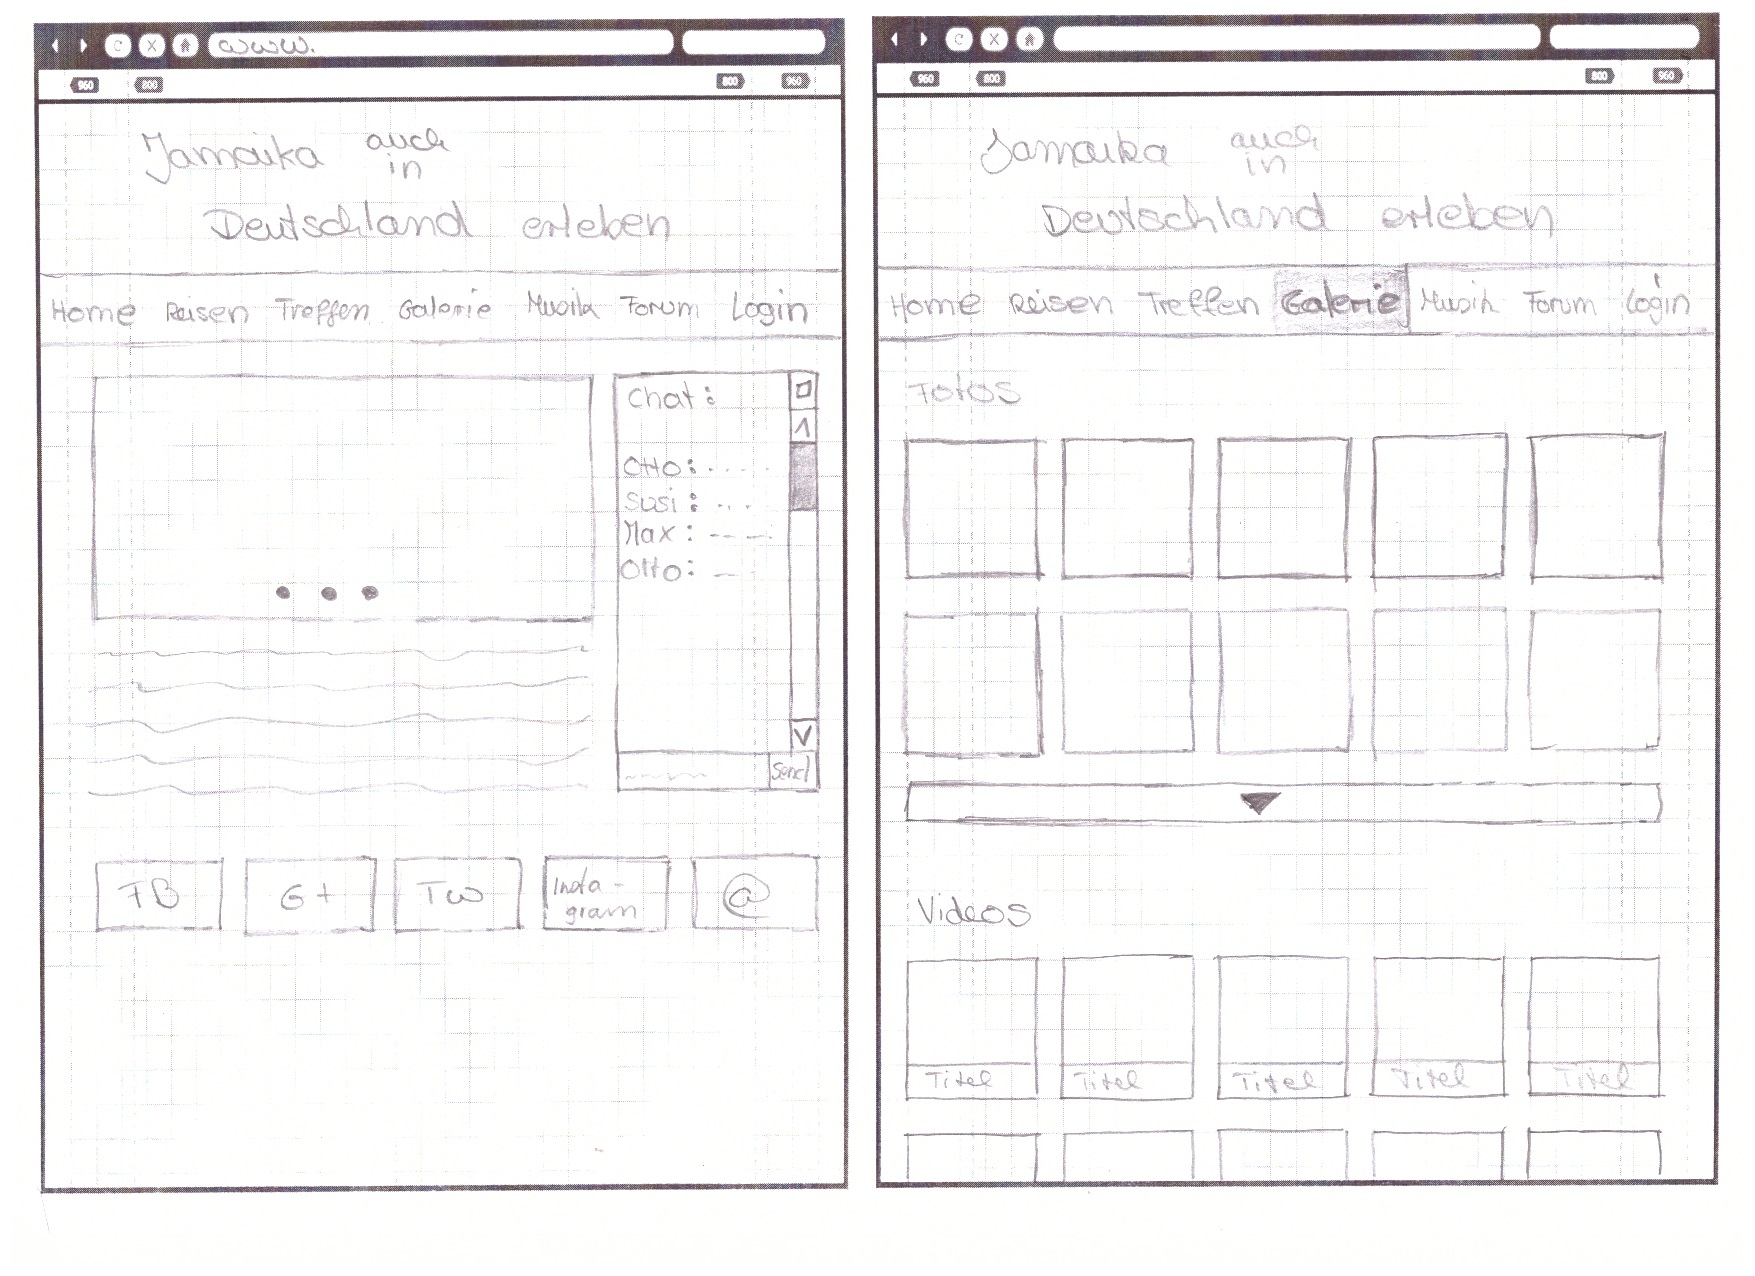 www.
960 800 800 960
Jamaika auch
in
Deutschland erleben
Home Reisen Treffen Galerie Musik Forum Login
Chat:
Otto:
Susi:
Max:
Otto:
Send
FB G+ Tw Insta-
gram @
960 800 800 960
Jamaika auch
in
Deutschland erleben
Home Reisen Treffen Galerie Musik Forum Login
Fotos
Videos
Titel Titel Titel Titel Titel